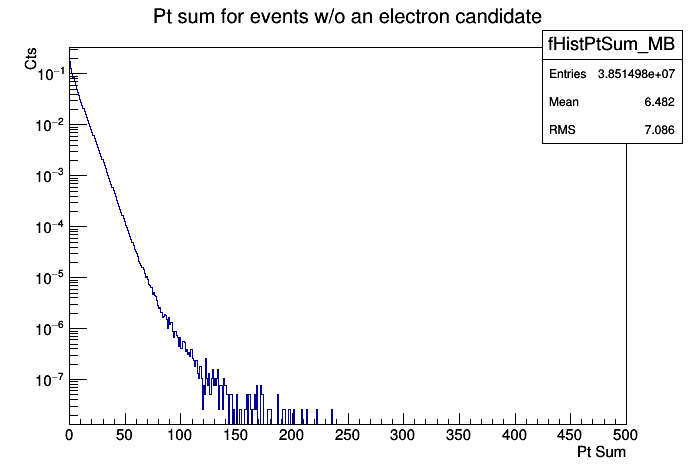 Pt sum for events w/o an electron candidate
fHistPtSum_MB
Entries 3.851498e+07
Mean 6.482
RMS 7.086
Cts
10−1
10−2
10−3
10−4
10−5
10−6
10−7
0 50 100 150 200 250 300 350 400 450 500
Pt Sum